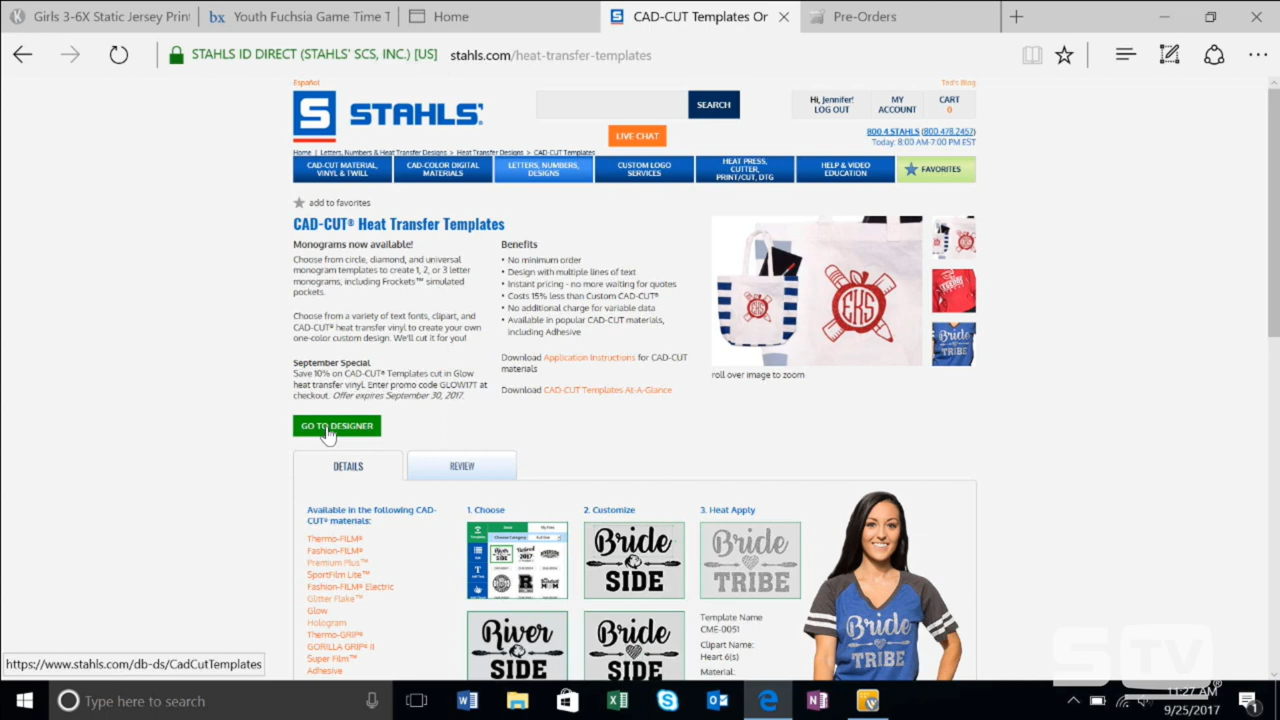 Girls 3-6X Static Jersey Print
bx Youth Fuchsia Game Time T
Home
S CAD-CUT Templates Or
Pre-Orders
STAHLS ID DIRECT (STAHLS' SCS, INC.) [US] stahls.com/heat-transfer-templates
Español
Ted's Blog
S STAHLS'
SEARCH
Hi, Jennifer!
LOG OUT
MY
ACCOUNT
CART
0
LIVE CHAT
800.4.STAHLS (800.478.2457)
Today: 8:00 AM-7:00 PM EST
Home | Letters, Numbers & Heat Transfer Designs > Heat Transfer Designs > CAD-CUT Templates
CAD-CUT MATERIAL,
VINYL & TWILL
CAD-COLOR DIGITAL
MATERIALS
LETTERS, NUMBERS,
DESIGNS
CUSTOM LOGO
SERVICES
HEAT PRESS,
CUTTER,
PRINT/CUT, DTG
HELP & VIDEO
EDUCATION
FAVORITES
add to favorites
CAD-CUT® Heat Transfer Templates
Monograms now available!
Choose from circle, diamond, and universal
monogram templates to create 1, 2, or 3 letter
monograms, including Frockets™ simulated
pockets.
Choose from a variety of text fonts, clipart, and
CAD-CUT® heat transfer vinyl to create your own
one-color custom design. We'll cut it for you!
September Special
Save 10% on CAD-CUT® Templates cut in Glow
heat transfer vinyl. Enter promo code GLOW17T at
checkout. Offer expires September 30, 2017.
GO TO DESIGNER
Benefits
• No minimum order
• Design with multiple lines of text
• Instant pricing - no more waiting for quotes
• Costs 15% less than Custom CAD-CUT®
• No additional charge for variable data
• Available in popular CAD-CUT materials,
including Adhesive
Download Application Instructions for CAD-CUT
materials
Download CAD-CUT Templates At-A-Glance
roll over image to zoom
Bride
TRIBE
DETAILS
REVIEW
Available in the following CAD-
CUT® materials:
Thermo-FILM®
Fashion-FILM®
Premium Plus™
SportFilm Lite™
Fashion-FILM® Electric
Glitter Flake™
Glow
Hologram
Thermo-GRIP®
GORILLA GRIP® II
Super Film™
Adhesive
1. Choose
River
SIDE
2. Customize
Bride
SIDE
Bride
SIDE
3. Heat Apply
Bride
TRIBE
Template Name
CME-0051
Clipart Name:
Heart 6(s)
Material:
Bride
TRIBE
www.stahls.com/db-ds/CadCutTemplates
Type here to search
11:27 AM
9/25/2017